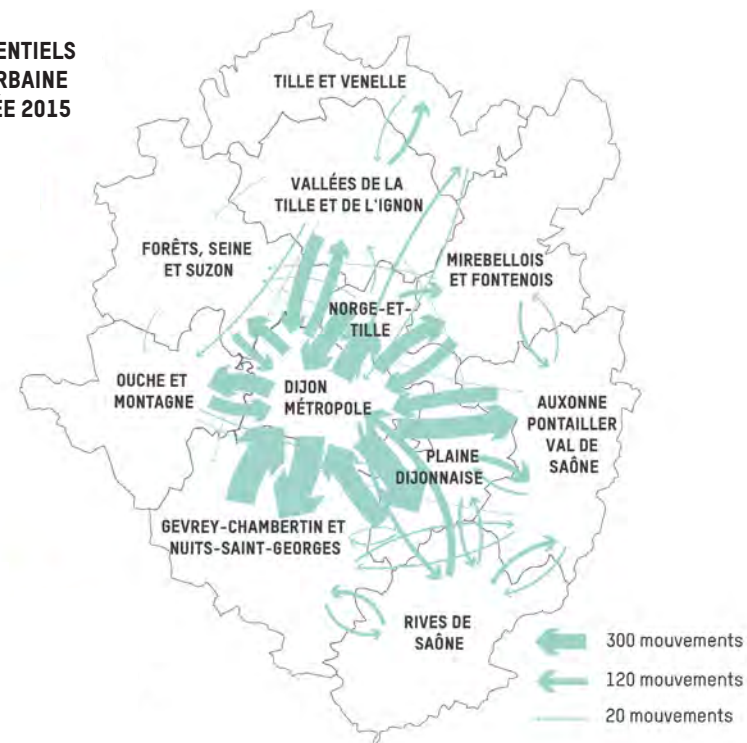 ENTIELS
RBAINE
ÉE 2015
TILLE ET VENELLE
VALLÉES DE LA
TILLE ET DE L'IGNON
FORÊTS, SEINE
ET SUZON
MIREBELLOIS
ET FONTENOIS
NORGE-ET-
TILLE
OUCHE ET
MONTAGNE
DIJON
MÉTROPOLE
AUXONNE
PONTAILLER
VAL DE
SAÔNE
PLAINE
DIJONNAISE
GEVREY-CHAMBERTIN ET
NUITS-SAINT-GEORGES
RIVES DE
SAÔNE
300 mouvements
120 mouvements
20 mouvements